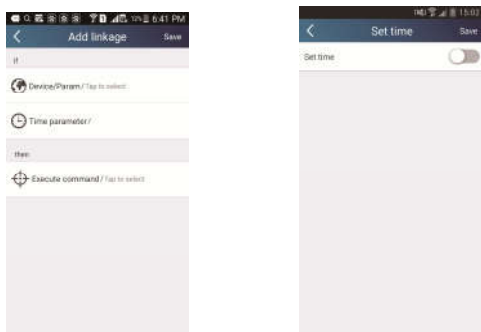 6:41 PM
Add linkage
Save
if
Device/Param/Tap to select
Time parameter/
then
Execute command/Tap to select
15:02
Set time
Save
Set time